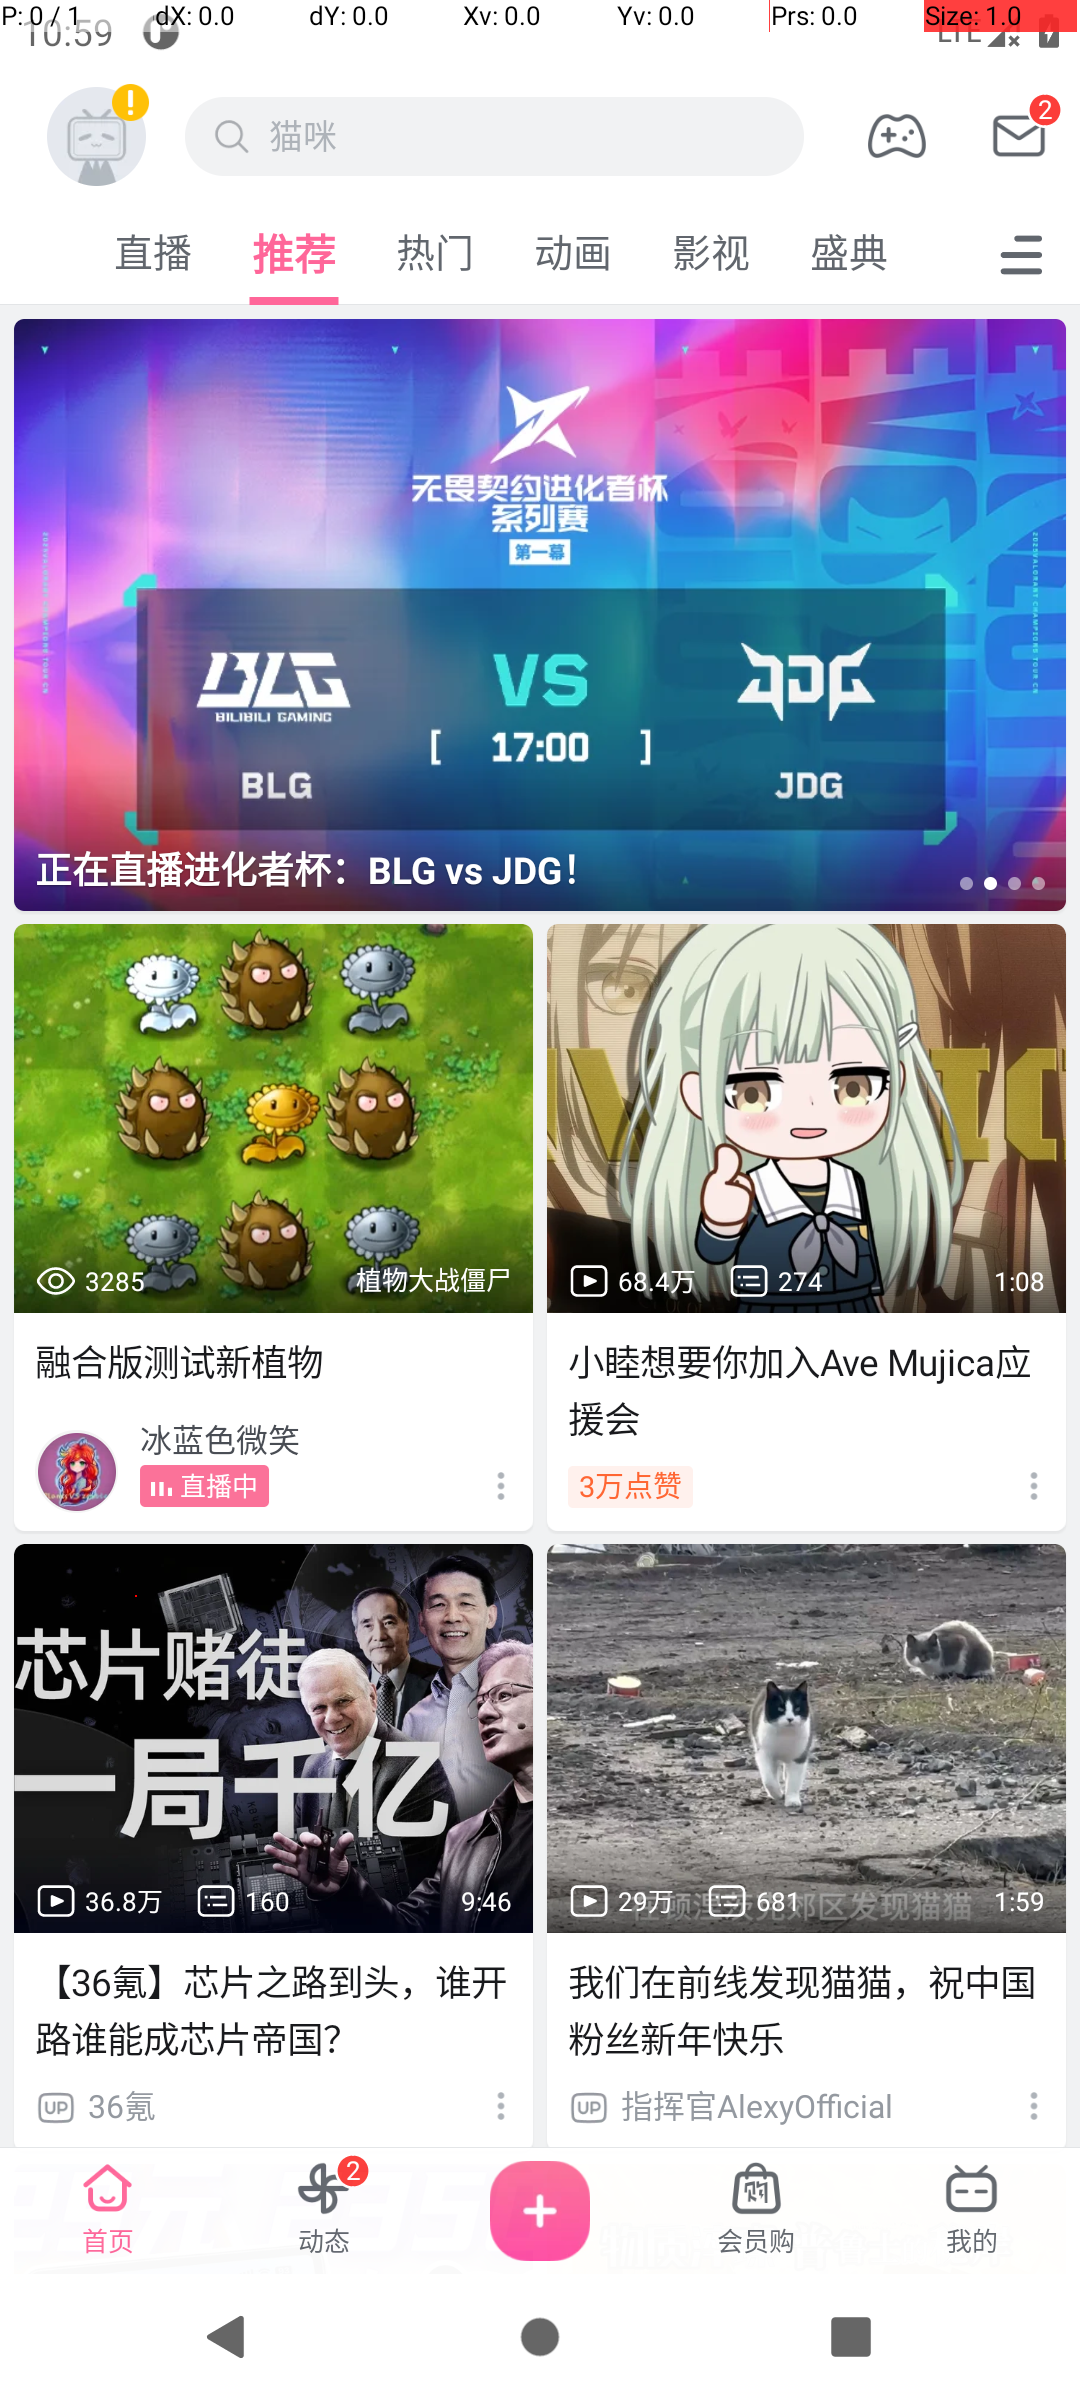 P: 0 / 1 dX: 0.0 dY: 0.0 Xv: 0.0 Yv: 0.0 Prs: 0.0 Size: 1.0
10:59 LTE
猫咪
2
直播 推荐 热门 动画 影视 盛典
无畏契约进化者杯
系列赛
第一幕
BLG VS JDG
BILIBILI GAMING
[ 17:00 ]
BLG JDG
正在直播进化者杯：BLG vs JDG！
3285 植物大战僵尸
融合版测试新植物
冰蓝色微笑
直播中
68.4万 274 1:08
小睦想要你加入Ave Mujica应
援会
3万点赞
芯片赌徒
一局千亿
36.8万 160 9:46
【36氪】芯片之路到头，谁开
路谁能成芯片帝国？
UP 36氪
郊区发现猫猫
29万 681 1:59
我们在前线发现猫猫，祝中国
粉丝新年快乐
UP 指挥官AlexyOfficial
首页
2
动态
会员购
我的